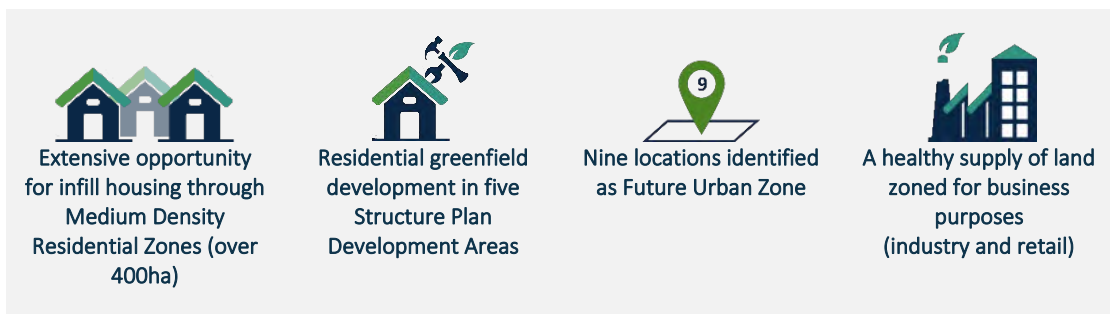 Extensive opportunity
for infill housing through
Medium Density
Residential Zones (over
400ha)
Residential greenfield
development in five
Structure Plan
Development Areas
9
Nine locations identified
as Future Urban Zone
A healthy supply of land
zoned for business
purposes
(industry and retail)